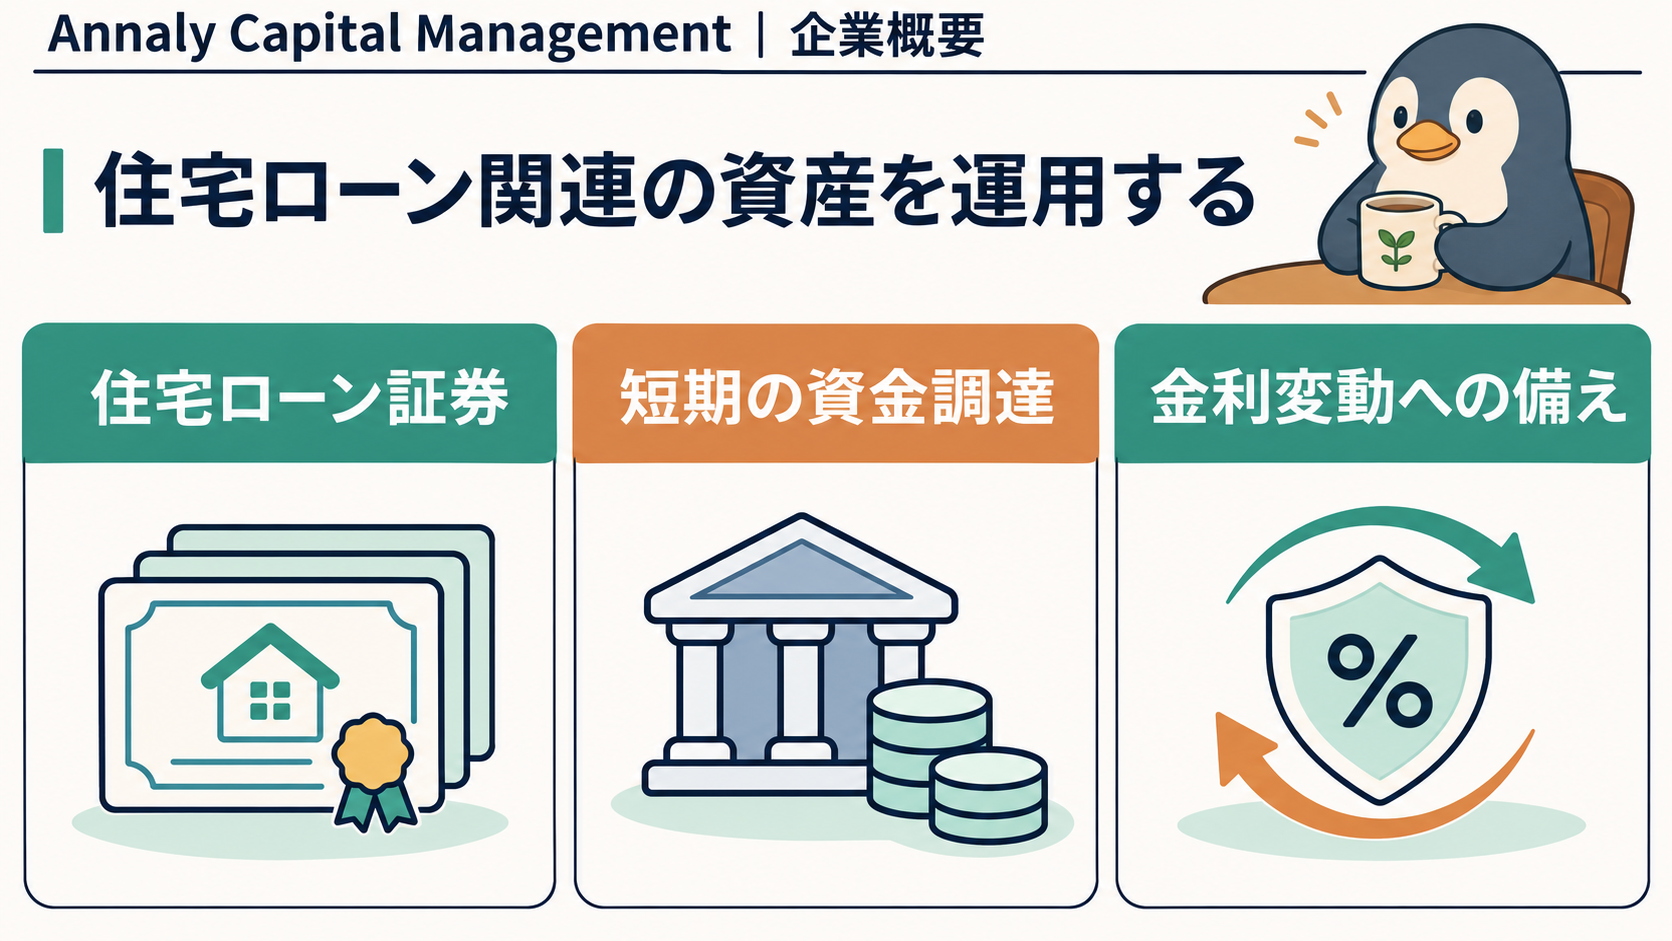 Annaly Capital Management | 企業概要
住宅ローン関連の資産を運用する
住宅ローン証券
短期の資金調達
金利変動への備え
%